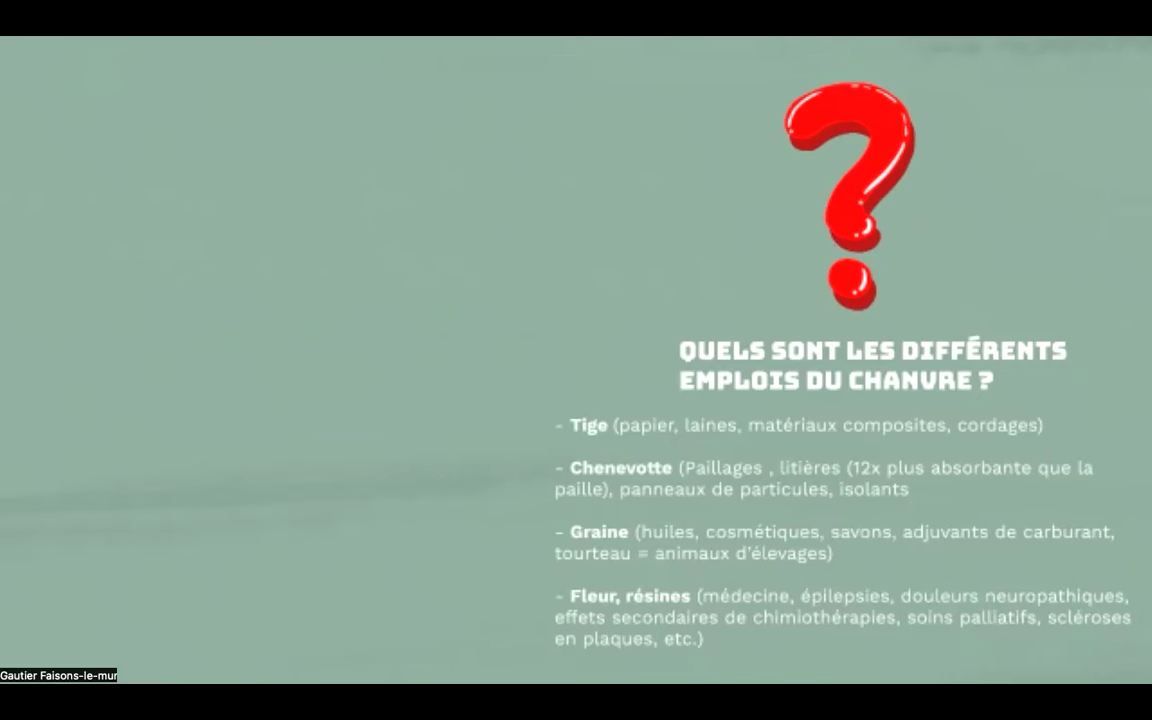 QUELS SONT LES DIFFÉRENTS
EMPLOIS DU CHANVRE ?
- Tige (papier, laines, matériaux composites, cordages)
- Chenevotte (Paillages , litières (12x plus absorbante que la
paille), panneaux de particules, isolants
- Graine (huiles, cosmétiques, savons, adjuvants de carburant,
tourteau = animaux d'élevages)
- Fleur, résines (médecine, épilepsies, douleurs neuropathiques,
effets secondaires de chimiothérapies, soins palliatifs, scléroses
en plaques, etc.)
Gautier Faisons-le-mur